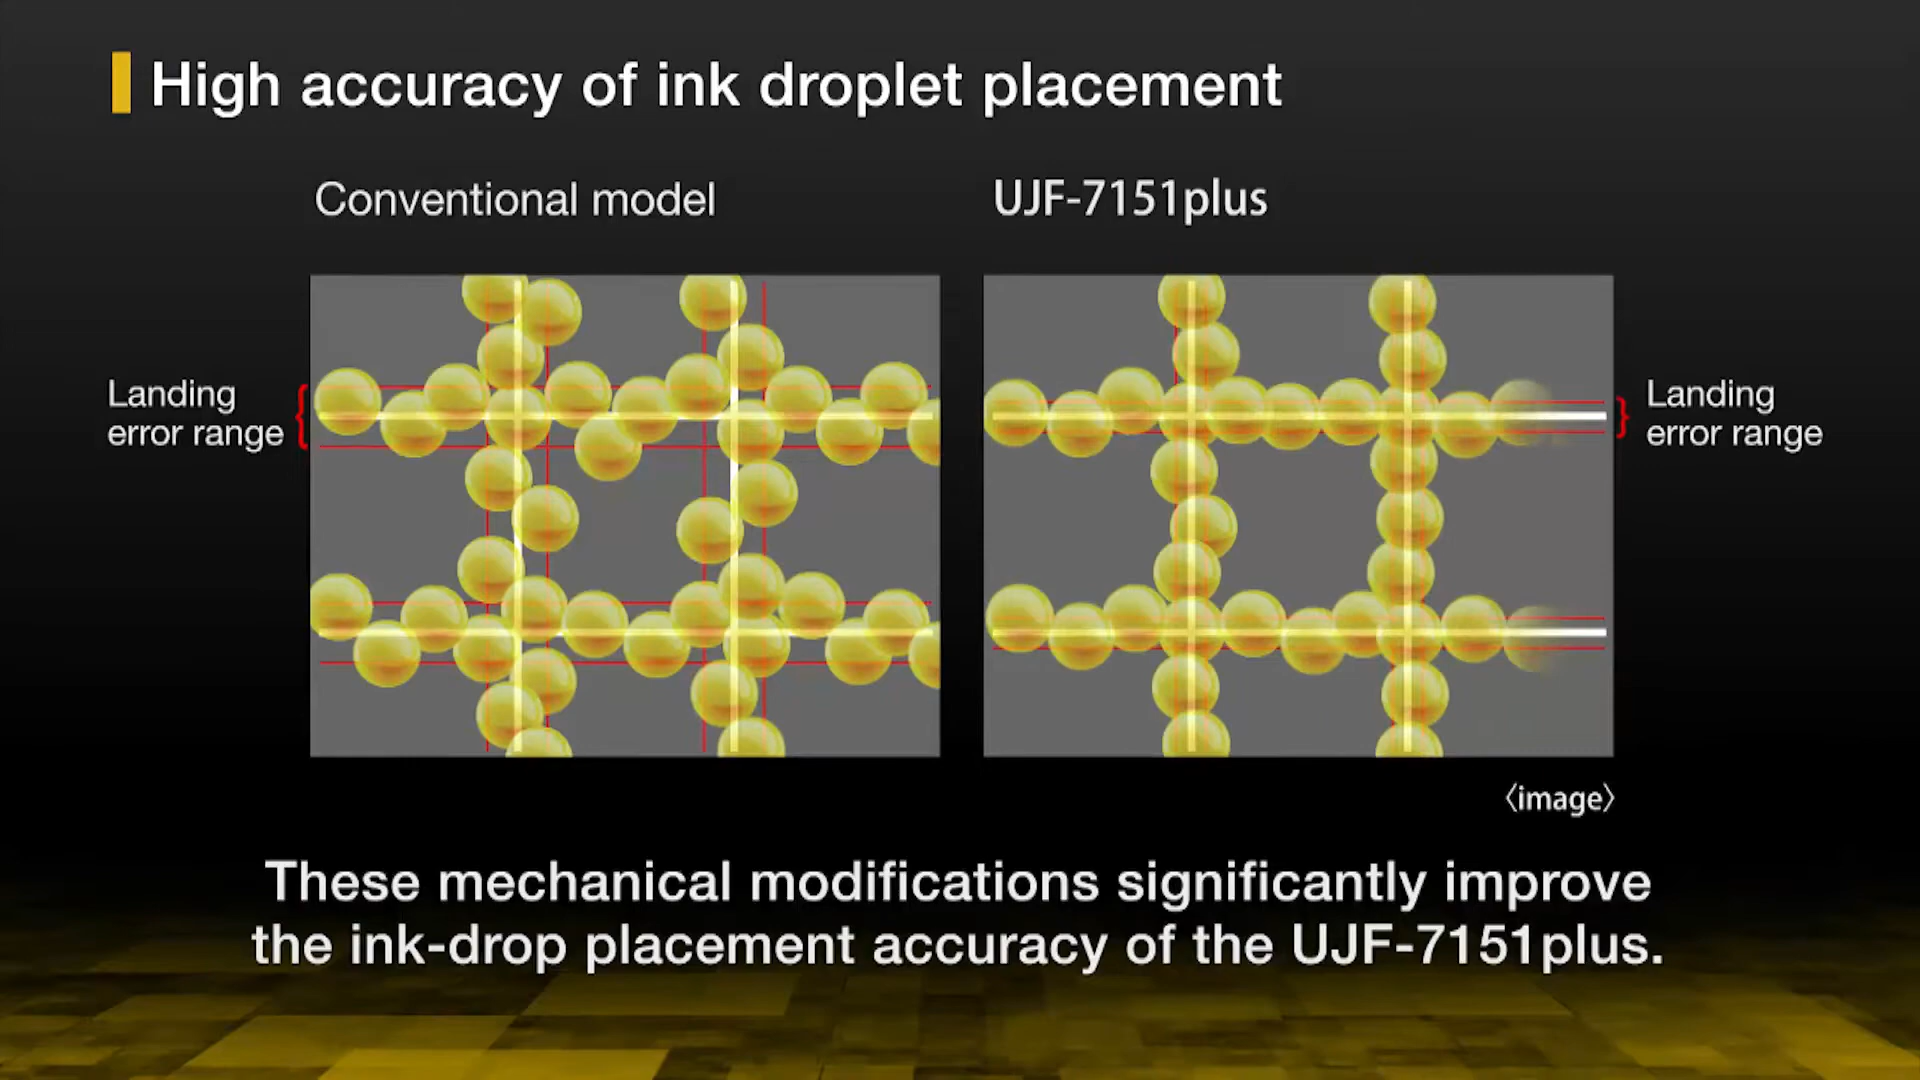 High accuracy of ink droplet placement
Conventional model
UJF-7151plus
Landing
error range
Landing
error range
〈image〉
These mechanical modifications significantly improve
the ink-drop placement accuracy of the UJF-7151plus.